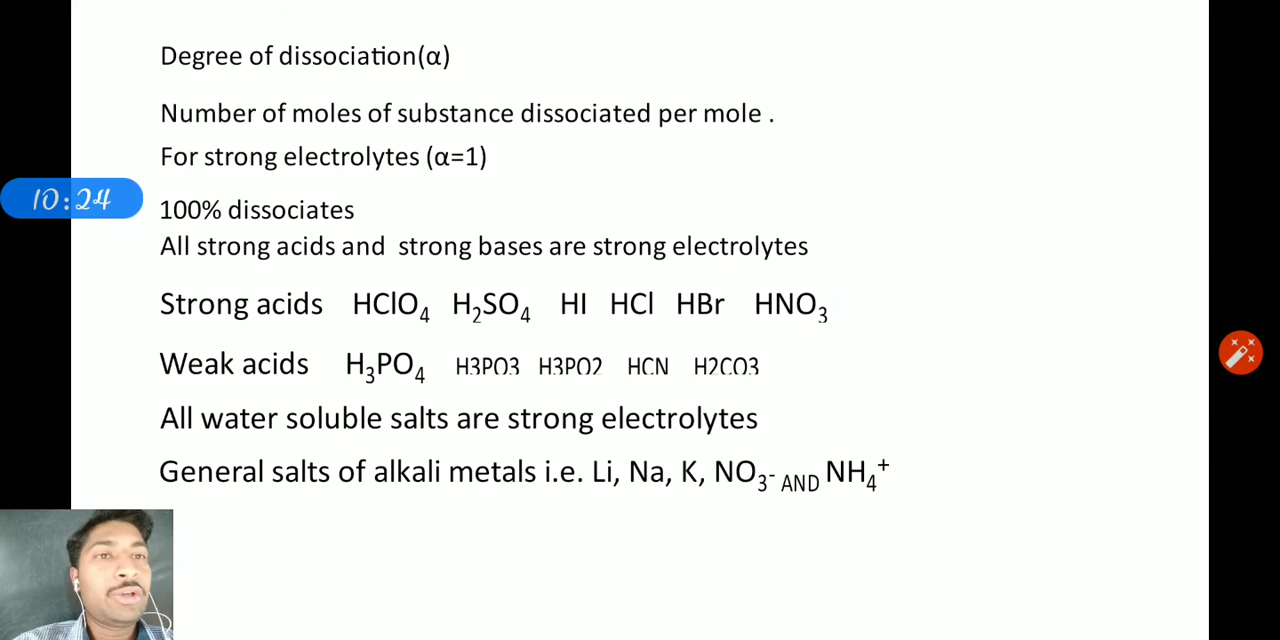 Degree of dissociation(α)
Number of moles of substance dissociated per mole .
For strong electrolytes (α=1)
10:24
100% dissociates
All strong acids and strong bases are strong electrolytes
Strong acids HClO₄ H₂SO₄ HI HCl HBr HNO₃
Weak acids H₃PO₄ H3PO3 H3PO2 HCN H2CO3
All water soluble salts are strong electrolytes
General salts of alkali metals i.e. Li, Na, K, NO₃⁻ AND NH₄⁺